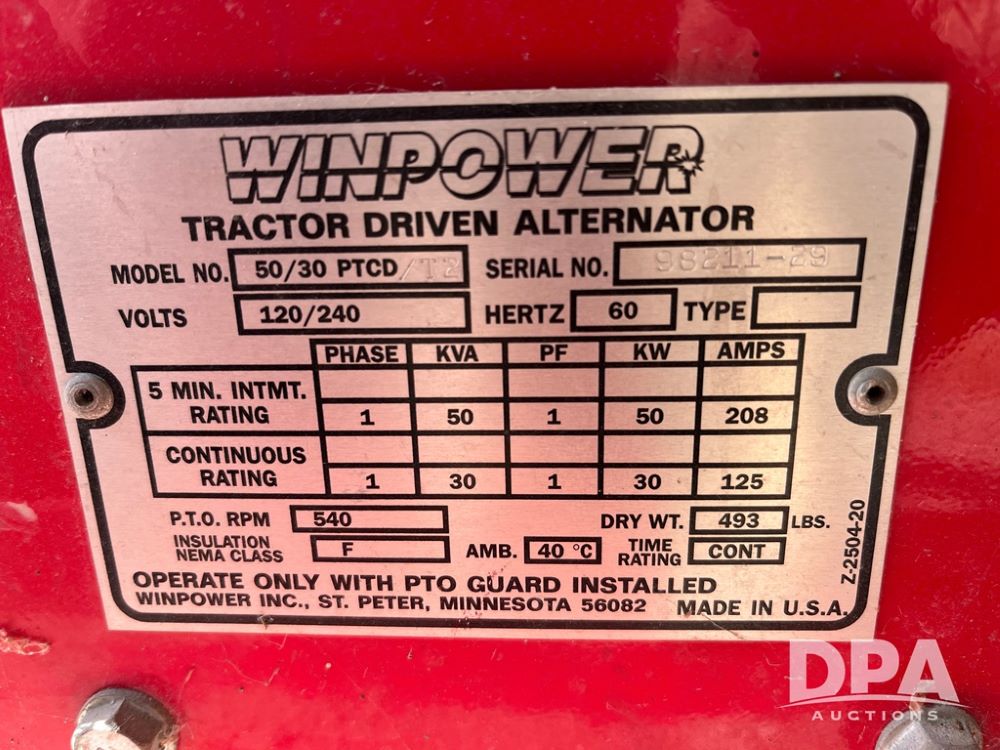 WINPOWER
TRACTOR DRIVEN ALTERNATOR
MODEL NO. 50/30 PTCD/T2 SERIAL NO. 98211-29
VOLTS 120/240 HERTZ 60 TYPE
PHASE KVA PF KW AMPS
5 MIN. INTMT.
RATING 1 50 1 50 208
CONTINUOUS
RATING 1 30 1 30 125
P.T.O. RPM 540 DRY WT. 493 LBS.
INSULATION
NEMA CLASS F AMB. 40 °C TIME
RATING CONT
Z-2504-20
OPERATE ONLY WITH PTO GUARD INSTALLED
WINPOWER INC., ST. PETER, MINNESOTA 56082 MADE IN U.S.A.
DPA
AUCTIONS